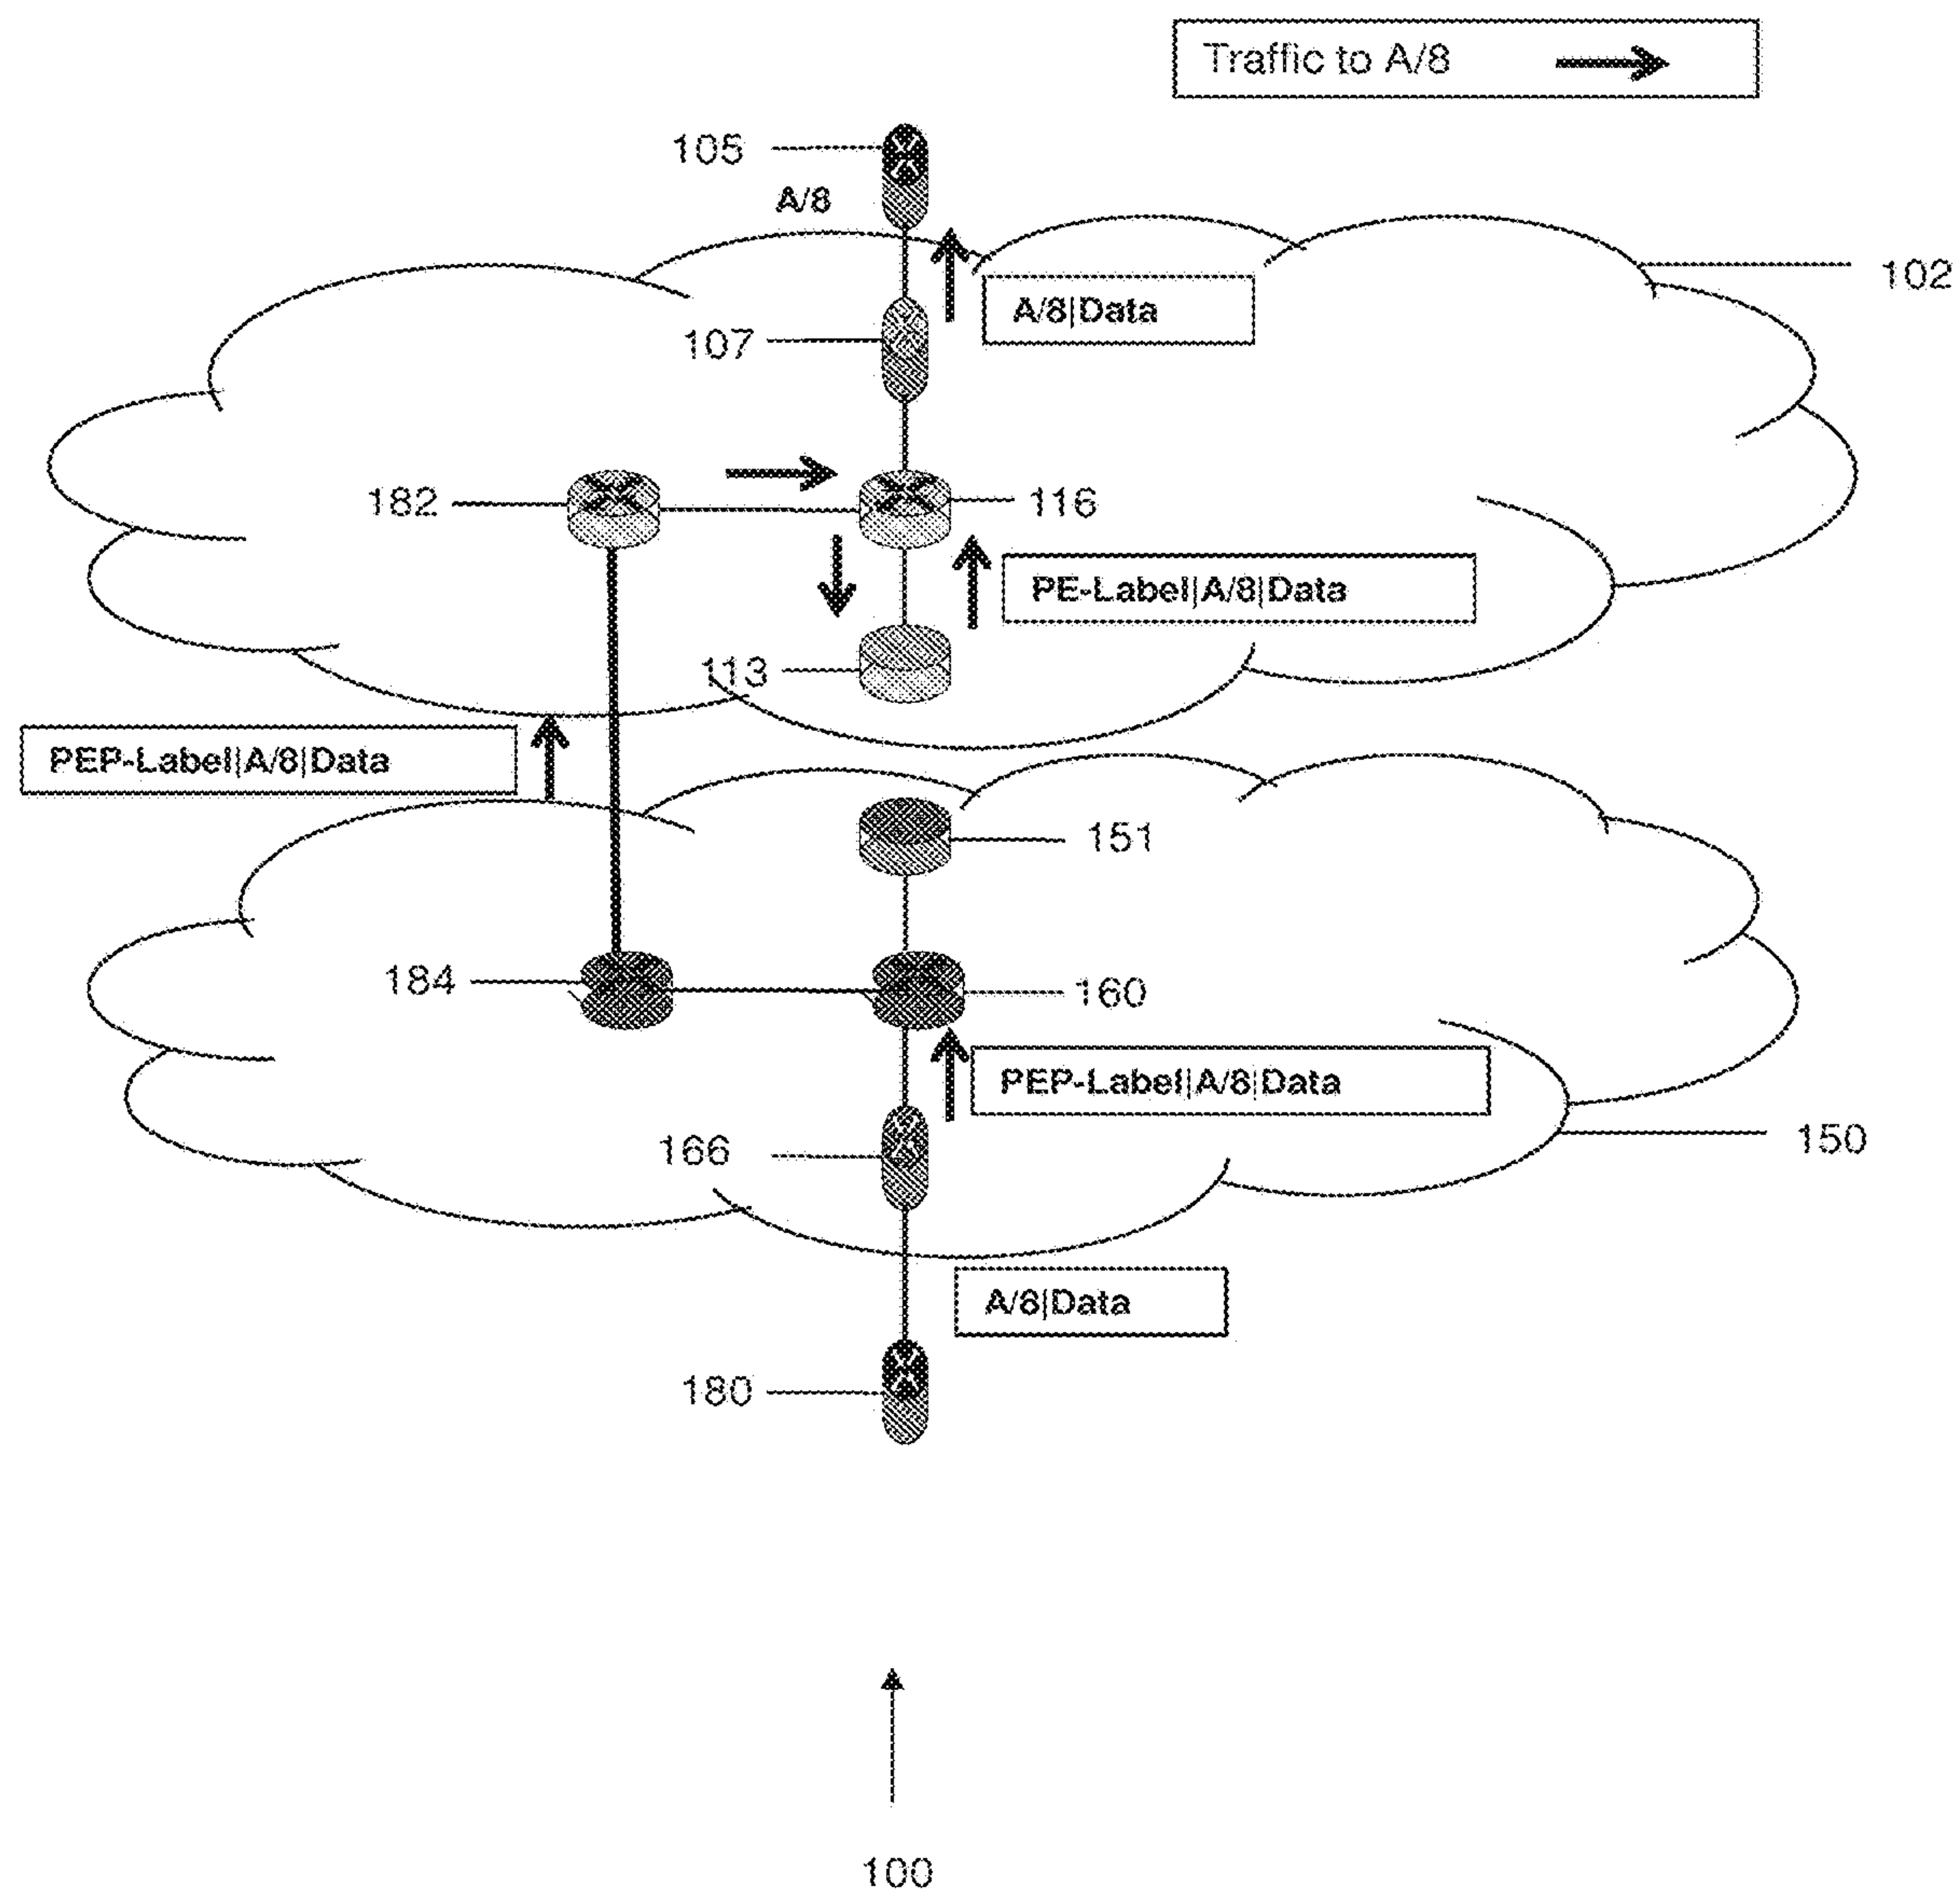 Traffic to A/8
105
A/8
102
A/8|Data
107
182
116
PE-Label|A/8|Data
113
PEP-Label|A/8|Data
151
184
160
PEP-Label|A/8|Data
166
150
A/8|Data
180
100